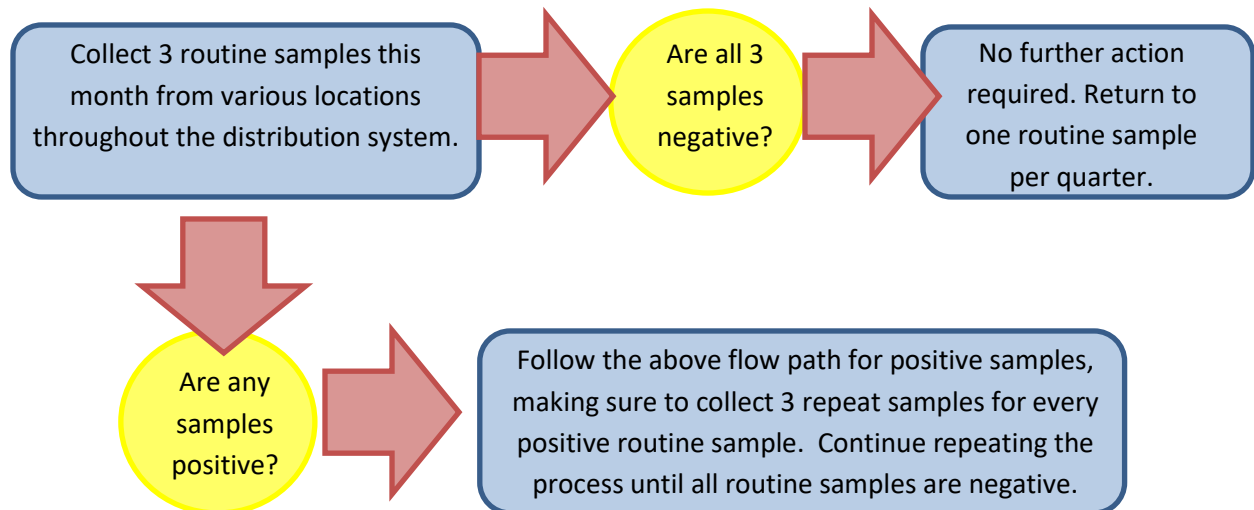 Collect 3 routine samples this
month from various locations
throughout the distribution system.
Are all 3
samples
negative?
No further action
required. Return to
one routine sample
per quarter.
Are any
samples
positive?
Follow the above flow path for positive samples,
making sure to collect 3 repeat samples for every
positive routine sample.  Continue repeating the
process until all routine samples are negative.